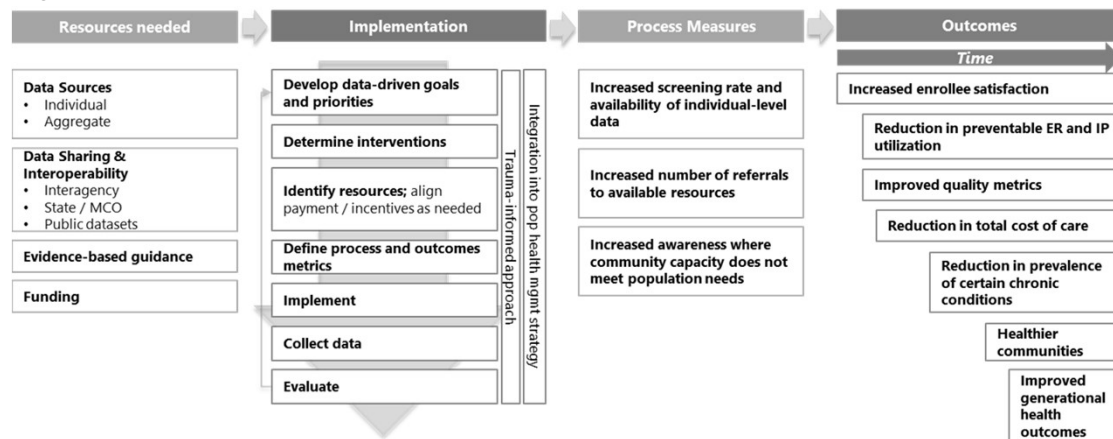 Resources needed
Implementation
Process Measures
Outcomes
Time
Data Sources
• Individual
• Aggregate
Data Sharing &
Interoperability
• Interagency
• State / MCO
• Public datasets
Evidence-based guidance
Funding
Develop data-driven goals
and priorities
Determine interventions
Identify resources; align
payment / incentives as needed
Define process and outcomes
metrics
Implement
Collect data
Evaluate
Trauma-informed approach
Integration into pop health mgmt strategy
Increased screening rate and
availability of individual-level
data
Increased number of referrals
to available resources
Increased awareness where
community capacity does not
meet population needs
Increased enrollee satisfaction
Reduction in preventable ER and IP
utilization
Improved quality metrics
Reduction in total cost of care
Reduction in prevalence
of certain chronic
conditions
Healthier
communities
Improved
generational
health
outcomes